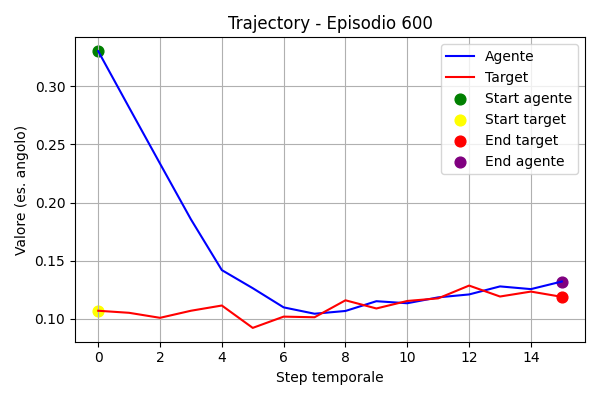 Trajectory - Episodio 600
Valore (es. angolo)
0.30
0.25
0.20
0.15
0.10
Agente
Target
Start agente
Start target
End target
End agente
0 2 4 6 8 10 12 14
Step temporale